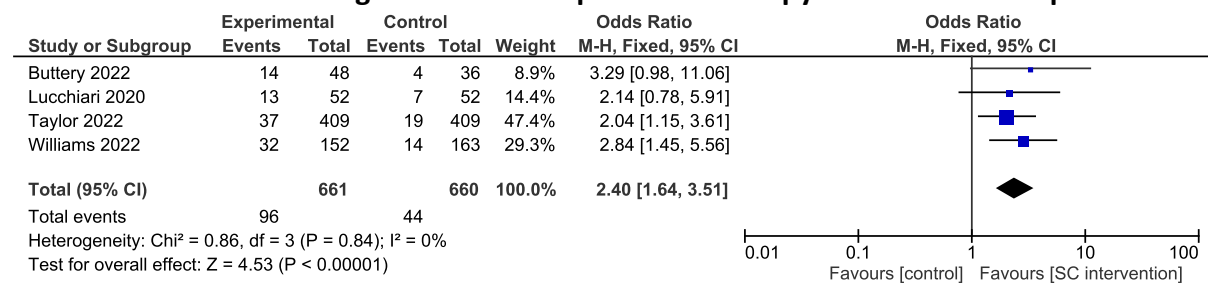 Experimental Control Odds Ratio Odds Ratio
Study or Subgroup Events Total Events Total Weight M-H, Fixed, 95% CI M-H, Fixed, 95% CI
Buttery 2022 14 48 4 36 8.9% 3.29 [0.98, 11.06]
Lucchiari 2020 13 52 7 52 14.4% 2.14 [0.78, 5.91]
Taylor 2022 37 409 19 409 47.4% 2.04 [1.15, 3.61]
Williams 2022 32 152 14 163 29.3% 2.84 [1.45, 5.56]
Total (95% CI) 661 660 100.0% 2.40 [1.64, 3.51]
Total events 96 44
Heterogeneity: Chi² = 0.86, df = 3 (P = 0.84); I² = 0%
Test for overall effect: Z = 4.53 (P < 0.00001)
0.01 0.1 1 10 100
Favours [control] Favours [SC intervention]